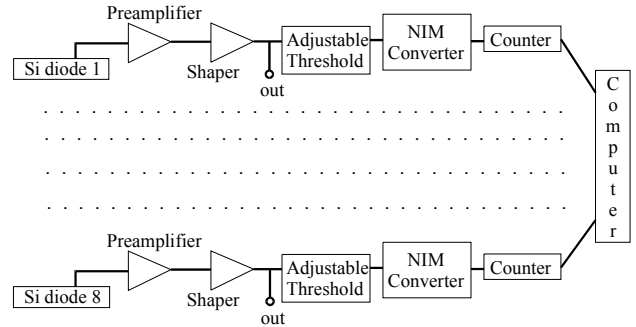 Preamplifier
Si diode 1
Shaper
out
Adjustable
Threshold
NIM
Converter
Counter
Computer
Preamplifier
Si diode 8
Shaper
out
Adjustable
Threshold
NIM
Converter
Counter